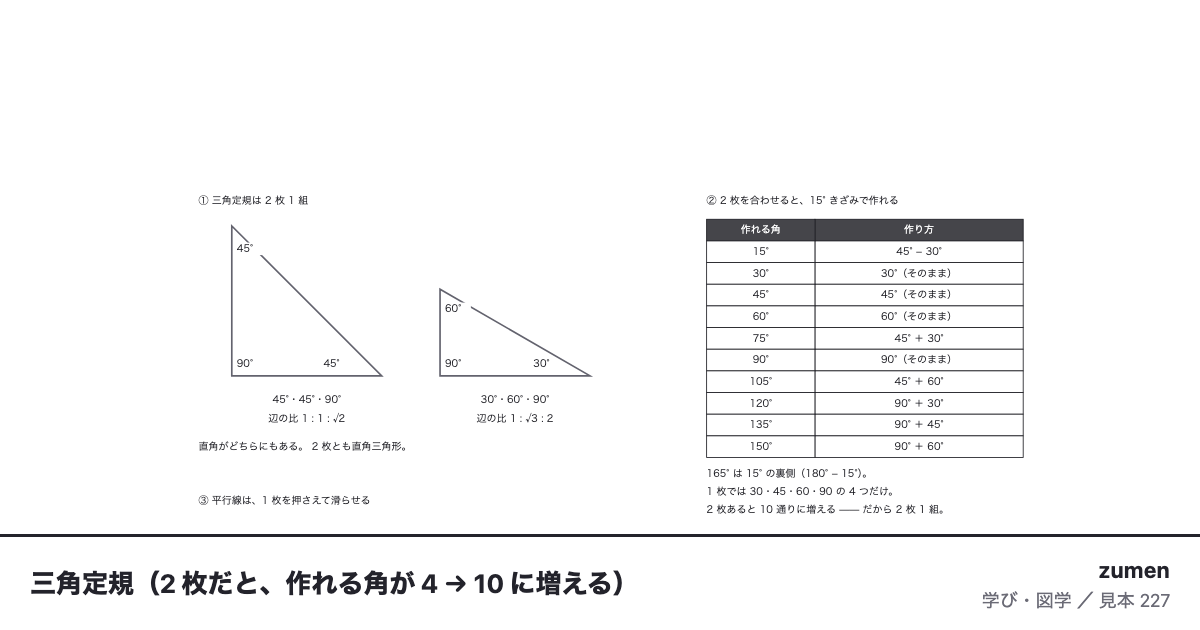 ① 三角定規は 2 枚 1 組
45°
90°
45°
45・45・90°
辺の比 1 : 1 : √2
60°
90°
30°
30°・60°・90°
辺の比 1 : √3 : 2
直角がどちらにもある。 2 枚とも直角三角形。
③ 平行線は、1 枚を押さえて滑らせる
② 2 枚を合わせると、15° きざみで作れる
作れる角 作り方
15° 45° − 30°
30° 30°（そのまま）
45° 45°（そのまま）
60° 60°（そのまま）
75° 45° + 30°
90° 90°（そのまま）
105° 45° + 60°
120° 90° + 30°
135° 90° + 45°
150° 90° + 60°
165° は 15° の裏側（180° − 15°）。
1 枚では 30・45・60・90 の 4 つだけ。
2 枚あると 10 通りに増える —— だから 2 枚 1 組。
三角定規（2 枚だと、作れる角が 4 → 10 に増える）
zumen
学び・図学 ／ 見本 227